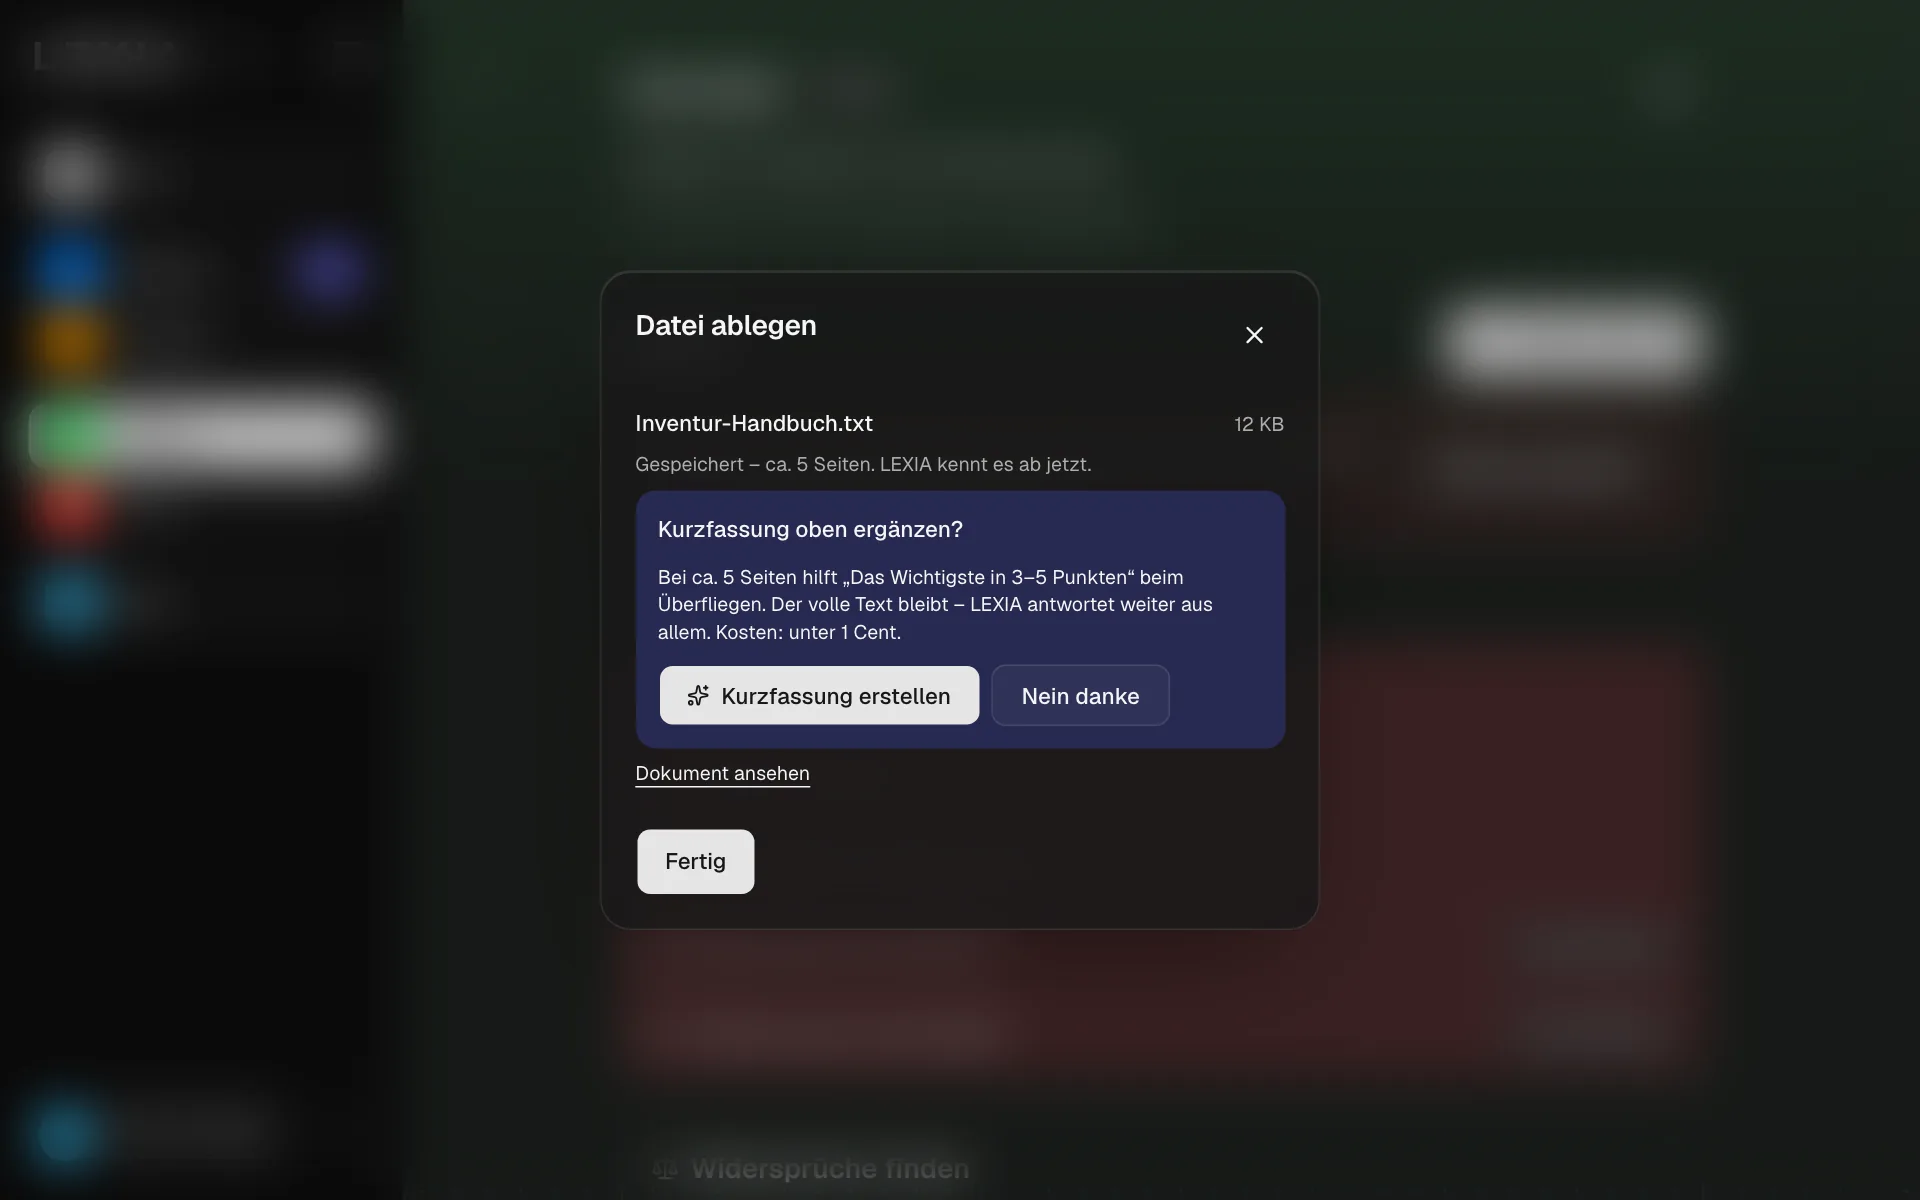 Datei ablegen
Inventur-Handbuch.txt 12 KB
Gespeichert – ca. 5 Seiten. LEXIA kennt es ab jetzt.
Kurzfassung oben ergänzen?
Bei ca. 5 Seiten hilft „Das Wichtigste in 3–5 Punkten“ beim
Überfliegen. Der volle Text bleibt – LEXIA antwortet weiter aus
allem. Kosten: unter 1 Cent.
Kurzfassung erstellen Nein danke
Dokument ansehen
Fertig
Widersprüche finden